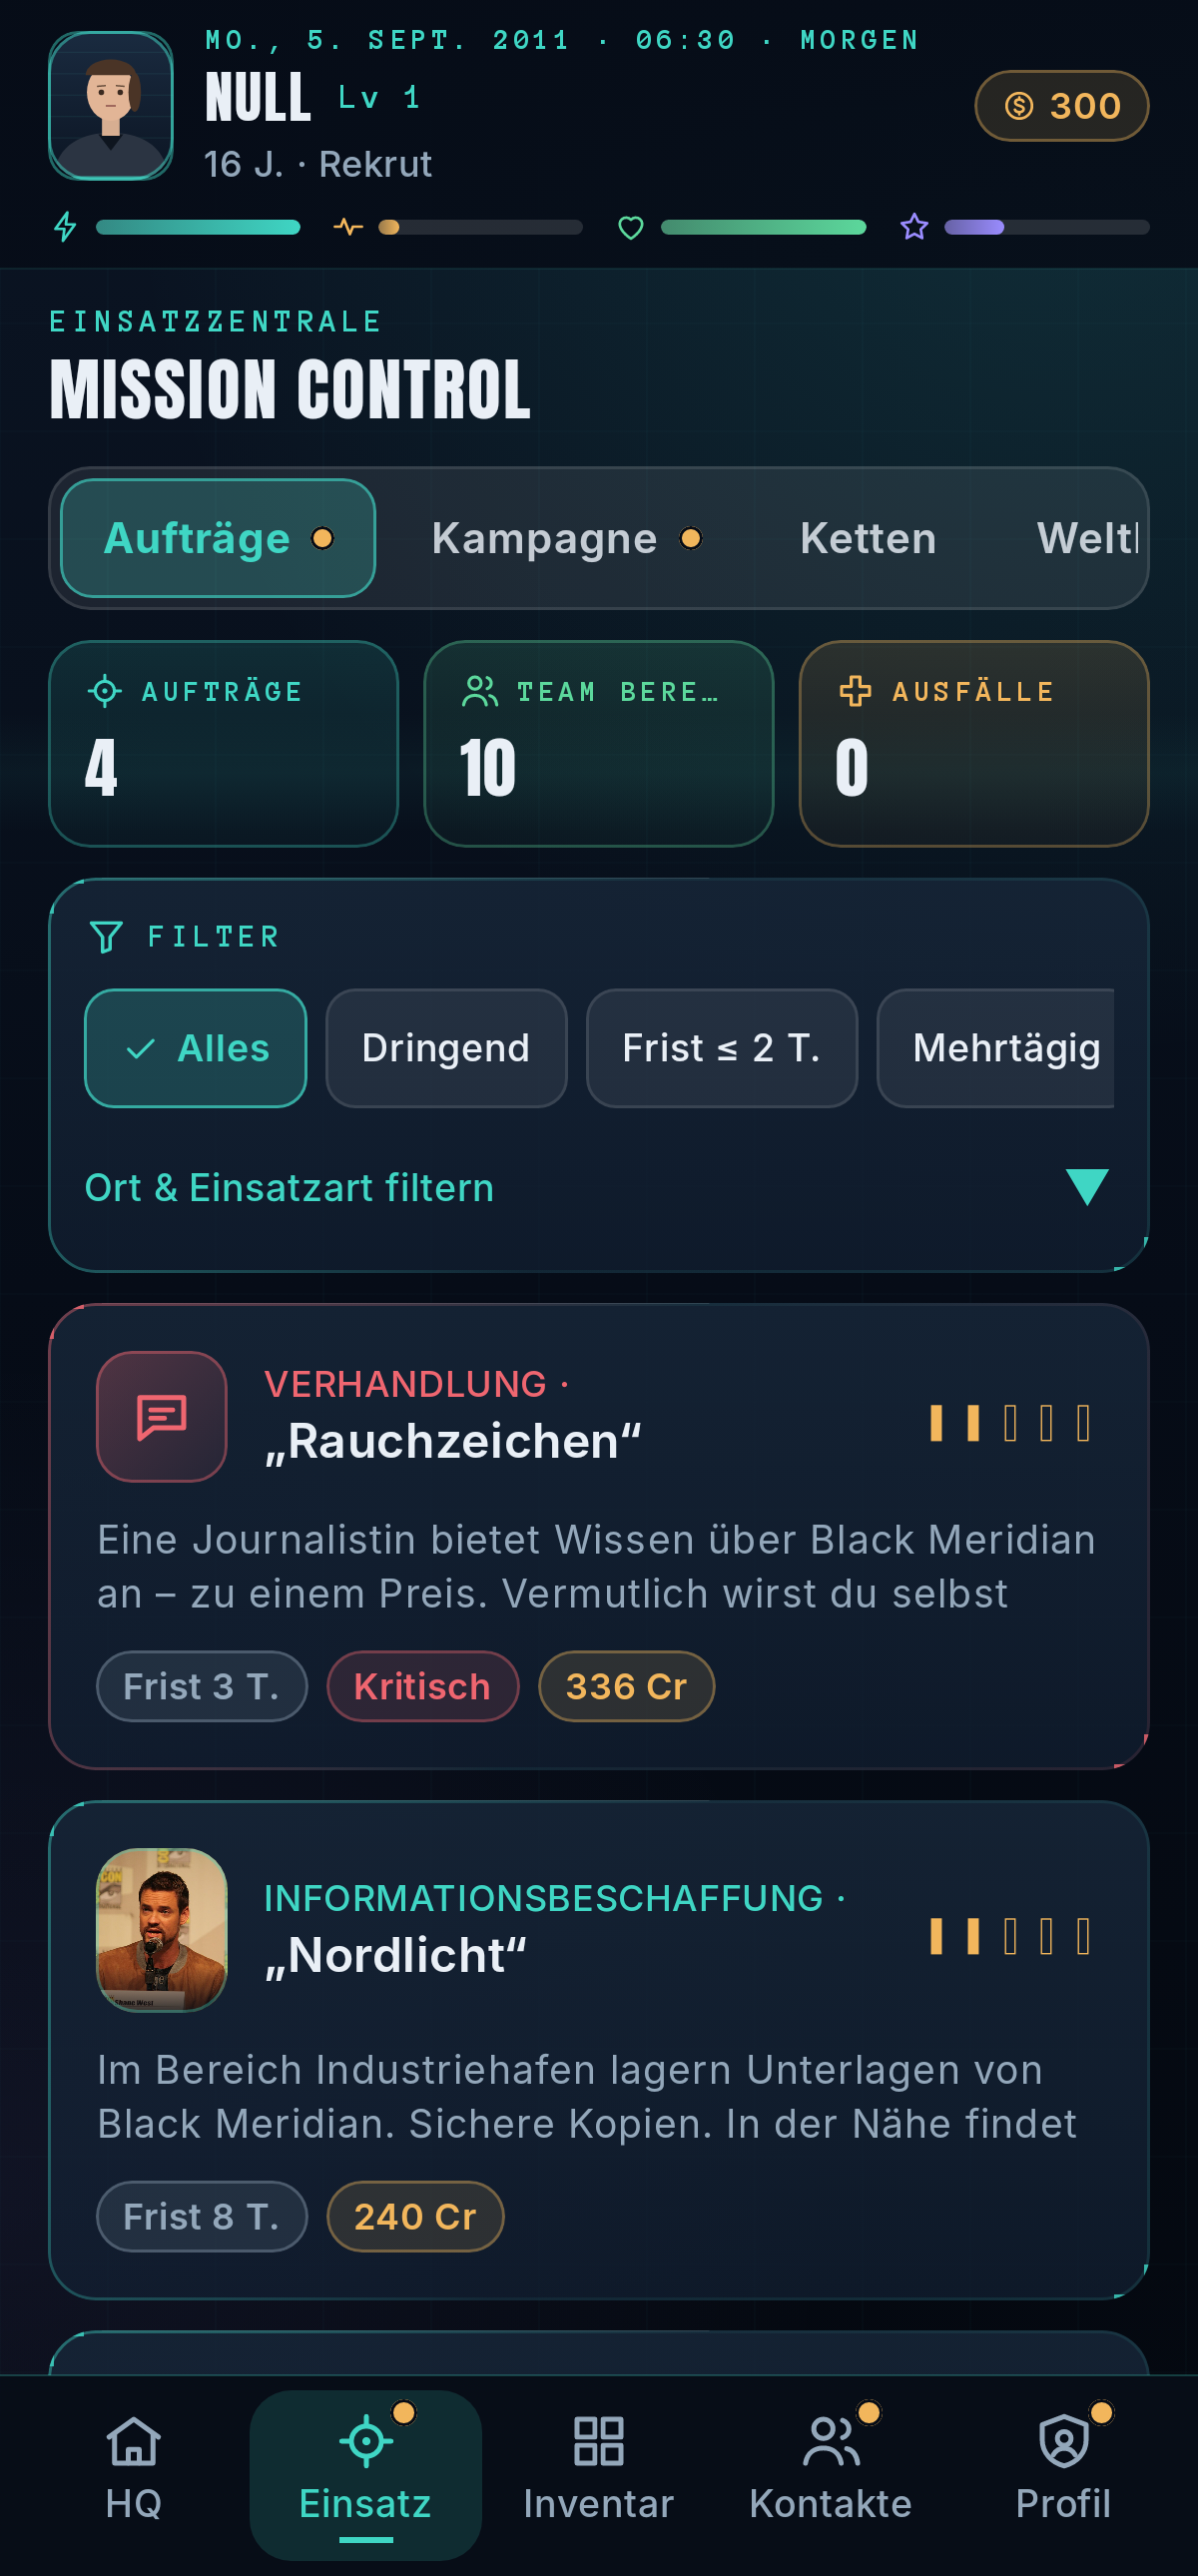 MO., 5. SEPT. 2011 · 06:30 · MORGEN
NULL Lv 1
300
16 J. · Rekrut
EINSATZZENTRALE
MISSION CONTROL
Aufträge Kampagne Ketten Welt
AUFTRÄGE TEAM BERE… AUSFÄLLE
4 10 0
FILTER
Alles Dringend Frist ≤ 2 T. Mehrtägig
Ort & Einsatzart filtern
VERHANDLUNG ·
„Rauchzeichen“
Eine Journalistin bietet Wissen über Black Meridian
an – zu einem Preis. Vermutlich wirst du selbst
Frist 3 T. Kritisch 336 Cr
INFORMATIONSBESCHAFFUNG ·
„Nordlicht“
Im Bereich Industriehafen lagern Unterlagen von
Black Meridian. Sichere Kopien. In der Nähe findet
Frist 8 T. 240 Cr
HQ Einsatz Inventar Kontakte Profil